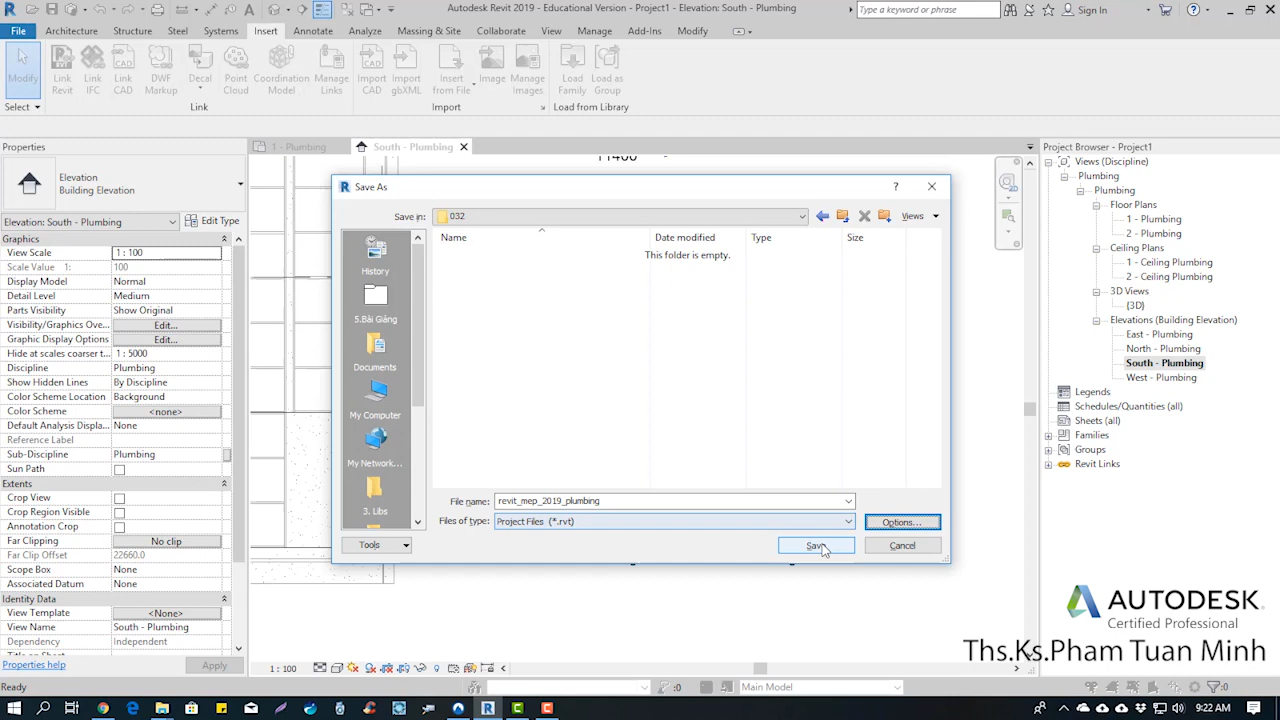 Autodesk Revit 2019 - Educational Version - Project1 - Elevation: South - Plumbing
Type a keyword or phrase
Sign In
File
Architecture
Structure
Steel
Systems
Insert
Annotate
Analyze
Massing & Site
Collaborate
View
Manage
Add-Ins
Modify
Modify
Link Revit
Link IFC
Link CAD
DWF Markup
Decal
Point Cloud
Coordination Model
Manage Links
Import CAD
Import gbXML
Insert from File
Image
Manage Images
Load Family
Load as Group
Select
Link
Import
Load from Library
Properties
1 - Plumbing
South - Plumbing
Project Browser - Project1
Elevation
Building Elevation
Elevation: South - Plumbing
Edit Type
Graphics
View Scale 1 : 100
Scale Value 1: 100
Display Model Normal
Detail Level Medium
Parts Visibility Show Original
Visibility/Graphics Ove... Edit...
Graphic Display Options Edit...
Hide at scales coarser t... 1 : 5000
Discipline Plumbing
Show Hidden Lines By Discipline
Color Scheme Location Background
Color Scheme <none>
Default Analysis Displa... None
Reference Label
Sub-Discipline Plumbing
Sun Path
Extents
Crop View
Crop Region Visible
Annotation Crop
Far Clipping No clip
Far Clip Offset 22660.0
Scope Box None
Associated Datum None
Identity Data
View Template <None>
View Name South - Plumbing
Dependency Independent
Properties help
Apply
11400
Save As
Save in: 032
Views
Name
Date modified
Type
Size
This folder is empty.
History
5.Bài Giảng
Documents
My Computer
My Network...
3. Libs
File name: revit_mep_2019_plumbing
Files of type: Project Files (*.rvt)
Options...
Tools
Save
Cancel
Views (Discipline)
Plumbing
Plumbing
Floor Plans
1 - Plumbing
2 - Plumbing
Ceiling Plans
1 - Ceiling Plumbing
2 - Ceiling Plumbing
3D Views
{3D}
Elevations (Building Elevation)
East - Plumbing
North - Plumbing
South - Plumbing
West - Plumbing
Legends
Schedules/Quantities (all)
Sheets (all)
Families
Groups
Revit Links
AUTODESK.
Certified Professional
Ths.Ks.Pham Tuan Minh
1 : 100
Ready
:0
Main Model
:0
9:22 AM